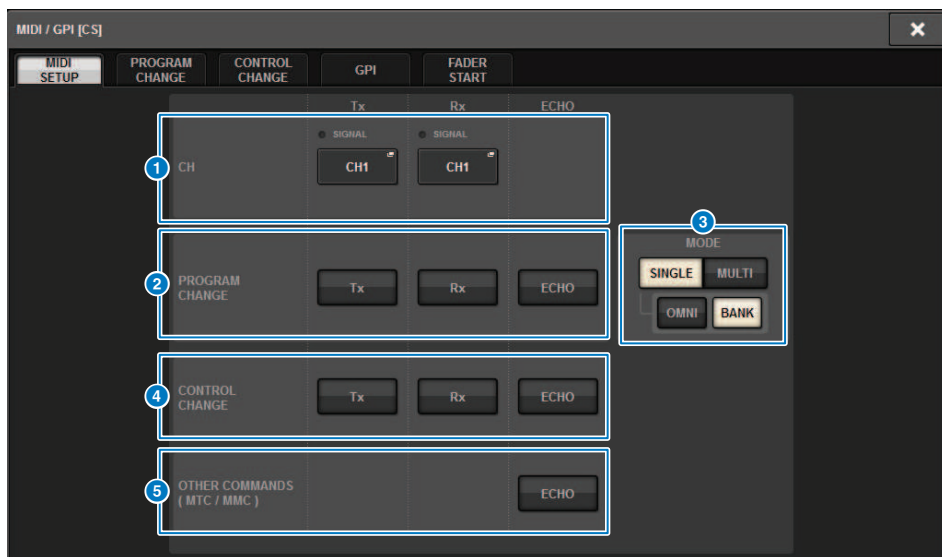 MIDI / GPI [CS]
MIDI SETUP
PROGRAM CHANGE
CONTROL CHANGE
GPI
FADER START
Tx Rx ECHO
SIGNAL SIGNAL
1 CH CH1 CH1
3
MODE
SINGLE MULTI
OMNI BANK
2 PROGRAM CHANGE Tx Rx ECHO
4 CONTROL CHANGE Tx Rx ECHO
5 OTHER COMMANDS ( MTC / MMC ) ECHO